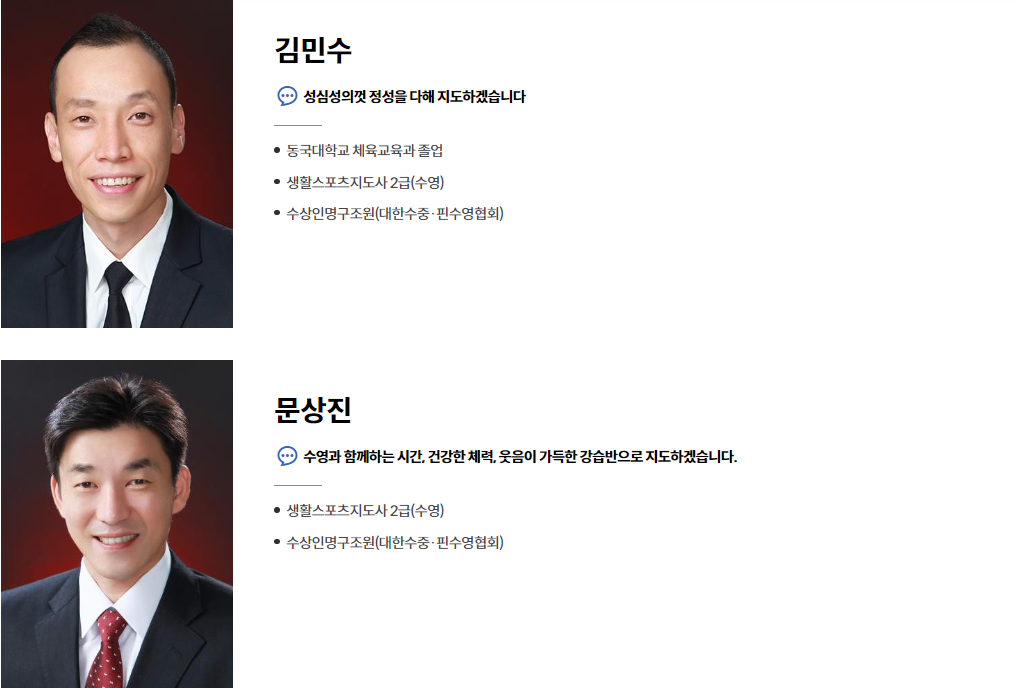 김민수
성심성의껏 정성을 다해 지도하겠습니다
동국대학교 체육교육과 졸업
생활스포츠지도사 2급(수영)
수상인명구조원(대한수중·핀수영협회)
문상진
수영과 함께하는 시간, 건강한 체력, 웃음이 가득한 강습반으로 지도하겠습니다.
생활스포츠지도사 2급(수영)
수상인명구조원(대한수중·핀수영협회)